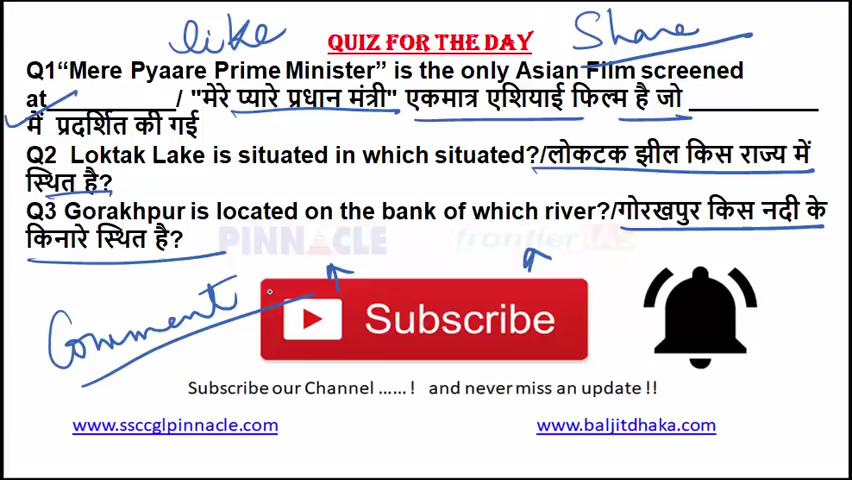 like
Share
QUIZ FOR THE DAY
Q1“Mere Pyaare Prime Minister” is the only Asian Film screened
at___________/ "मेरे प्यारे प्रधान मंत्री" एकमात्र एशियाई फिल्म है जो ___________
में प्रदर्शित की गई
Q2 Loktak Lake is situated in which situated?/लोकटक झील किस राज्य में
स्थित है?
Q3 Gorakhpur is located on the bank of which river?/गोरखपुर किस नदी के
किनारे स्थित है?
PINNACLE frontier IAS
Comment
Subscribe
Subscribe our Channel ......! and never miss an update !!
www.ssccglpinnacle.com www.baljitdhaka.com